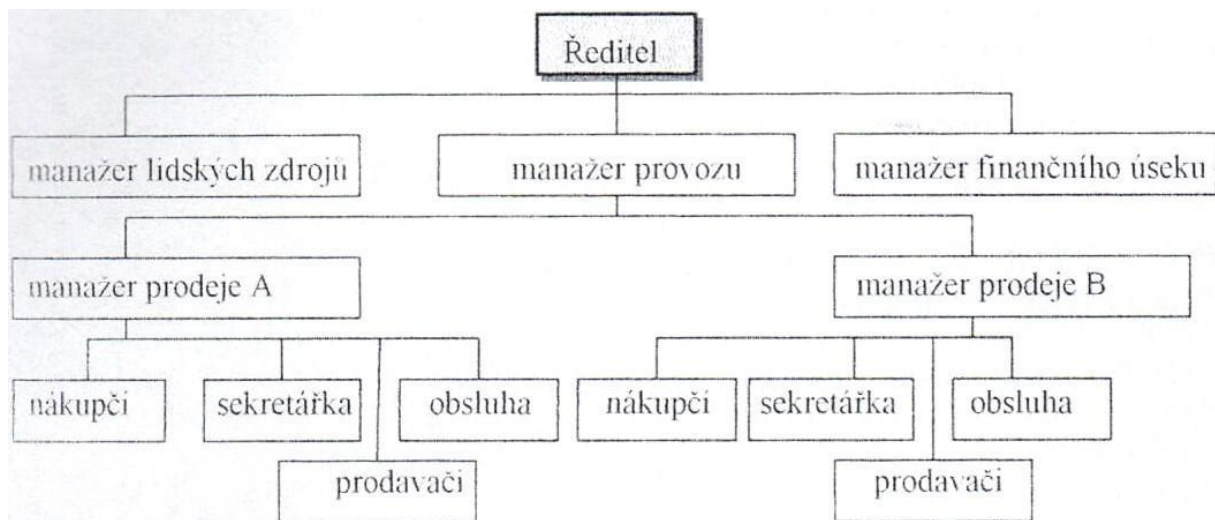 Ředitel
manažer lidských zdrojů
manažer provozu
manažer finančního úseku
manažer prodeje A
manažer prodeje B
nákupčí
sekretářka
obsluha
nákupčí
sekretářka
obsluha
prodavači
prodavači